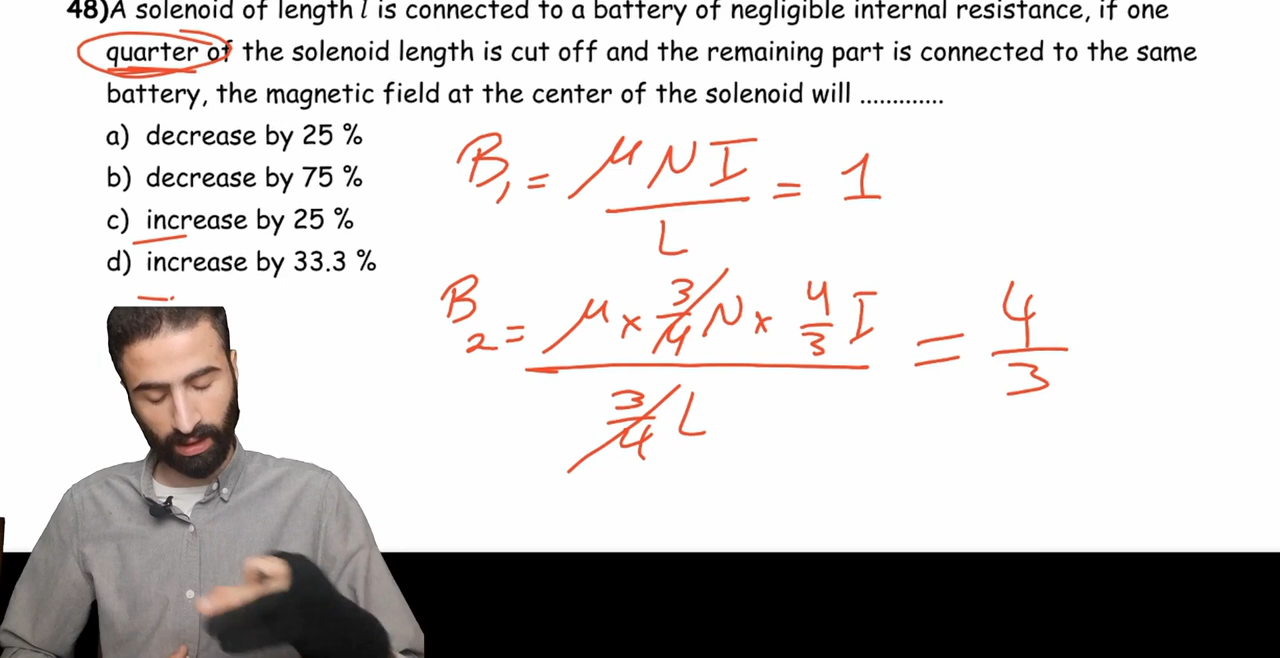 48)A solenoid of length l is connected to a battery of negligible internal resistance, if one
quarter of the solenoid length is cut off and the remaining part is connected to the same
battery, the magnetic field at the center of the solenoid will .............
a) decrease by 25 %
b) decrease by 75 %
c) increase by 25 %
d) increase by 33.3 %
B₁ = μ N I / L = 1
B₂ = μ × 3/4 N × 4/3 I / 3/4 L = 4/3